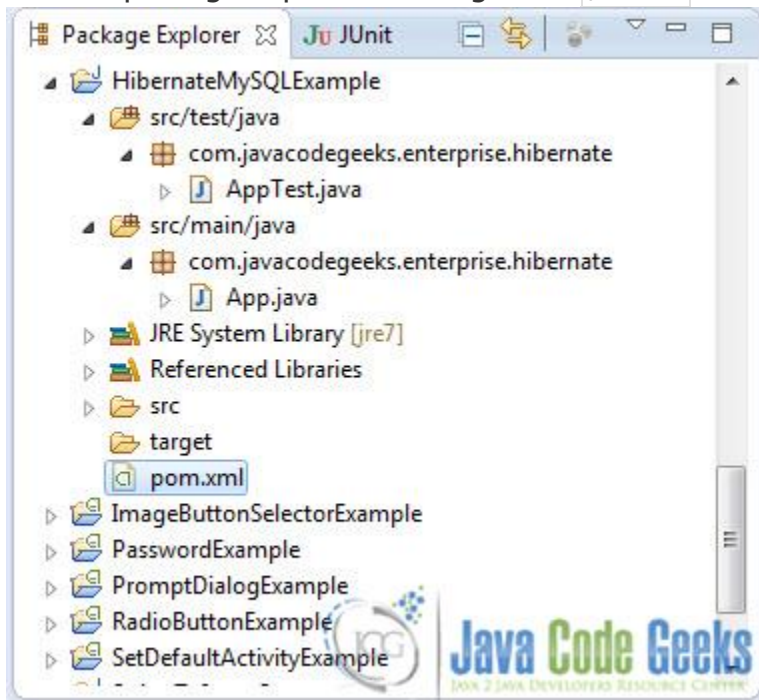 Package Explorer
JUnit
HibernateMySQLExample
src/test/java
com.javacodegeeks.enterprise.hibernate
AppTest.java
src/main/java
com.javacodegeeks.enterprise.hibernate
App.java
JRE System Library [jre7]
Referenced Libraries
src
target
pom.xml
ImageButtonSelectorExample
PasswordExample
PromptDialogExample
RadioButtonExample
SetDefaultActivityExample
JCG
Java Code Geeks
JAVA 2 JAVA DEVELOPERS RESOURCE CENTER